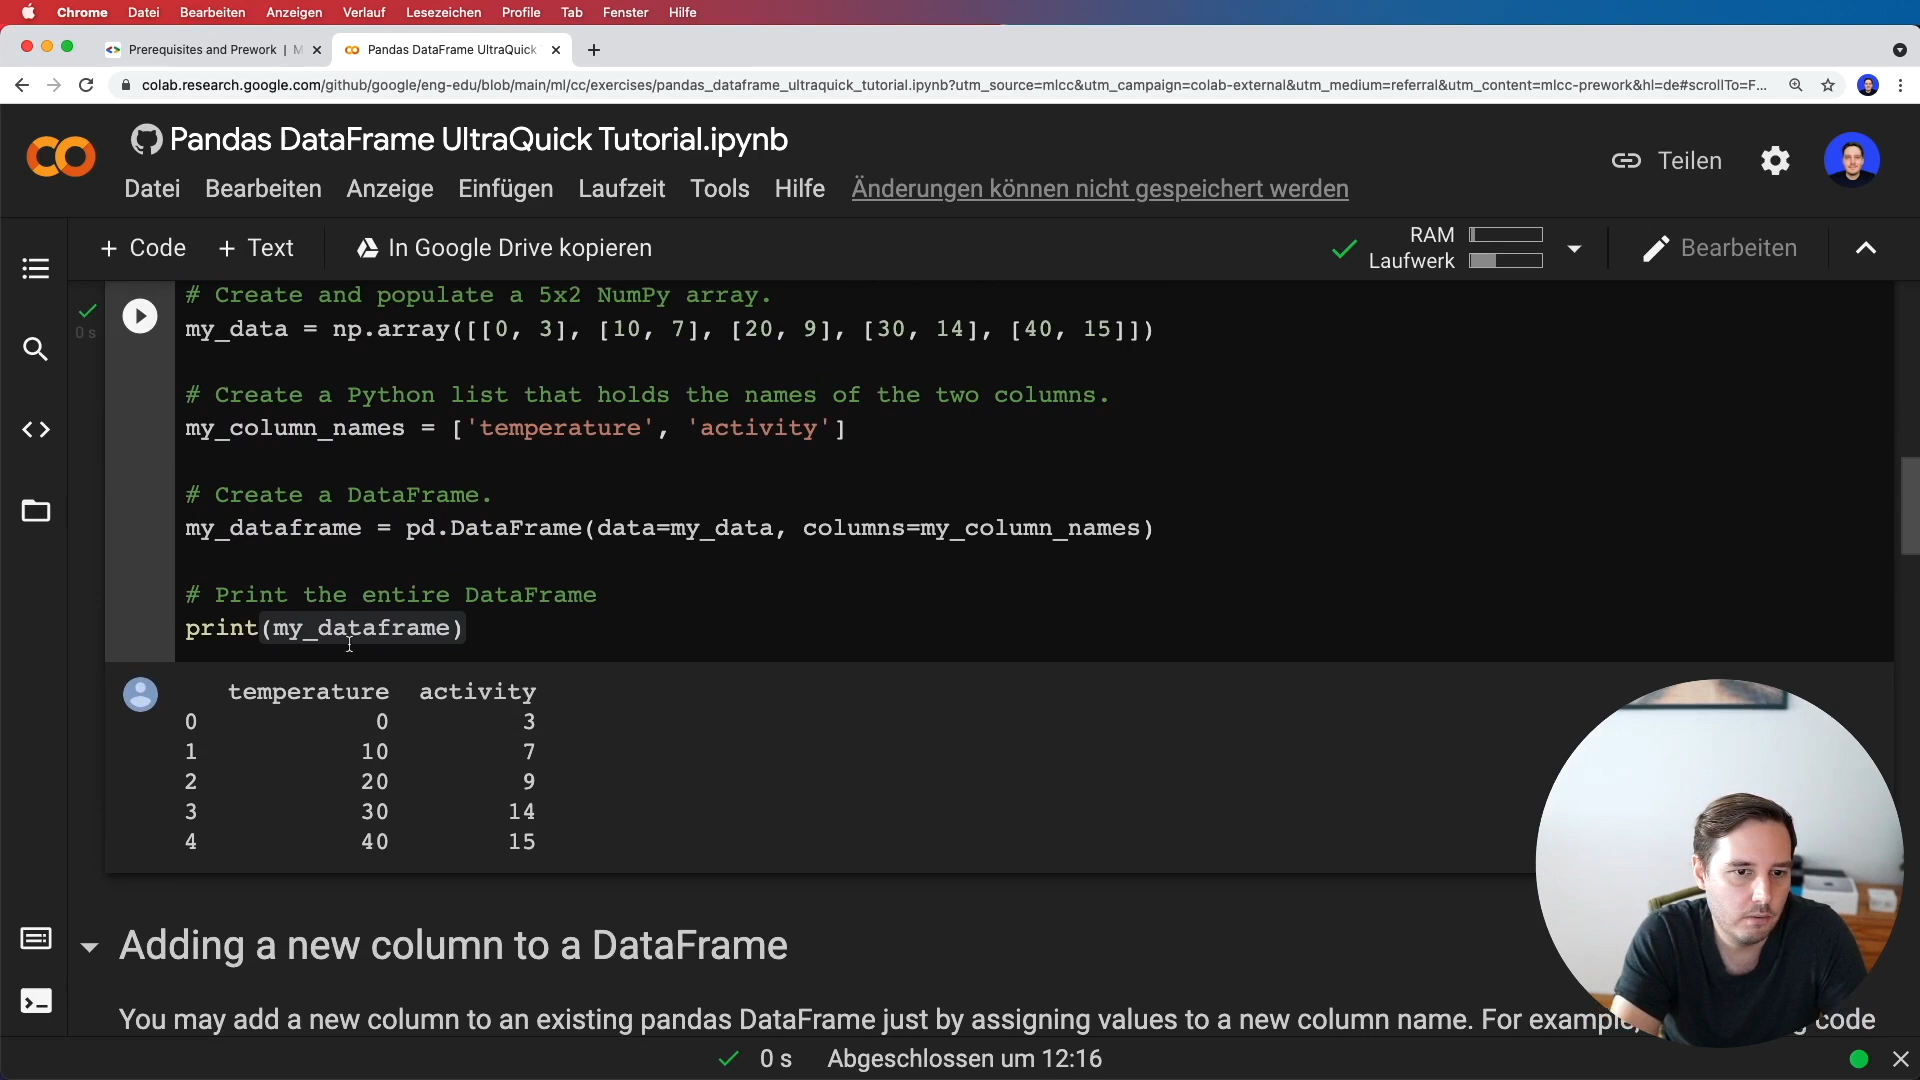 Chrome Datei Bearbeiten Anzeigen Verlauf Lesezeichen Profile Tab Fenster Hilfe
Prerequisites and Prework | M
Pandas DataFrame UltraQuick
colab.research.google.com/github/google/eng-edu/blob/main/ml/cc/exercises/pandas_dataframe_ultraquick_tutorial.ipynb?utm_source=mlcc&utm_campaign=colab-external&utm_medium=referral&utm_content=mlcc-prework&hl=de#scrollTo=F...
Pandas DataFrame UltraQuick Tutorial.ipynb
Teilen
Datei Bearbeiten Anzeige Einfügen Laufzeit Tools Hilfe Änderungen können nicht gespeichert werden
+ Code + Text In Google Drive kopieren
RAM
Laufwerk
Bearbeiten
0 s
# Create and populate a 5x2 NumPy array.
my_data = np.array([[0, 3], [10, 7], [20, 9], [30, 14], [40, 15]])
# Create a Python list that holds the names of the two columns.
my_column_names = ['temperature', 'activity']
# Create a DataFrame.
my_dataframe = pd.DataFrame(data=my_data, columns=my_column_names)
# Print the entire DataFrame
print(my_dataframe)
temperature activity
0 0 3
1 10 7
2 20 9
3 30 14
4 40 15
Adding a new column to a DataFrame
You may add a new column to an existing pandas DataFrame just by assigning values to a new column name. For example, code
0 s Abgeschlossen um 12:16